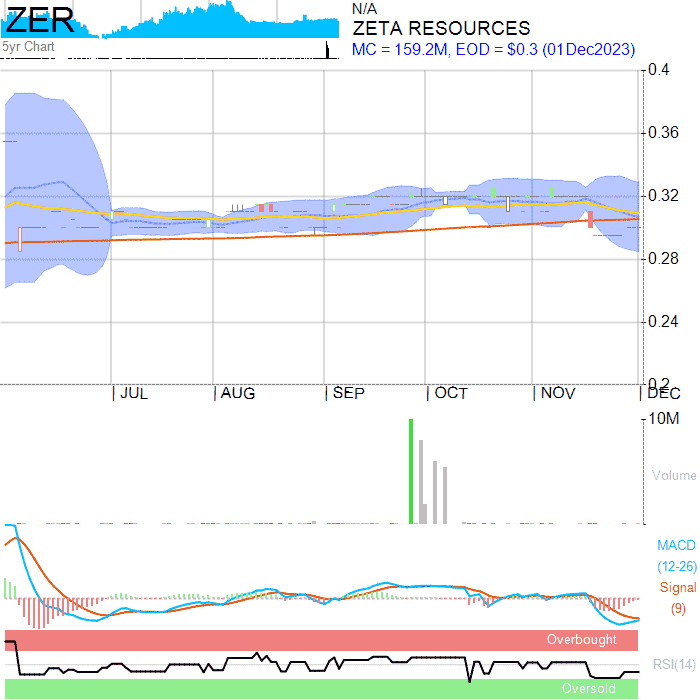 ZER
5yr Chart
N/A
ZETA RESOURCES
MC = 159.2M, EOD = $0.3 (01Dec2023)
0.4
0.36
0.32
0.28
0.24
0.2
JUL
AUG
SEP
OCT
NOV
DEC
10M
Volume
MACD
(12-26)
Signal
(9)
Overbought
RSI(14)
Oversold